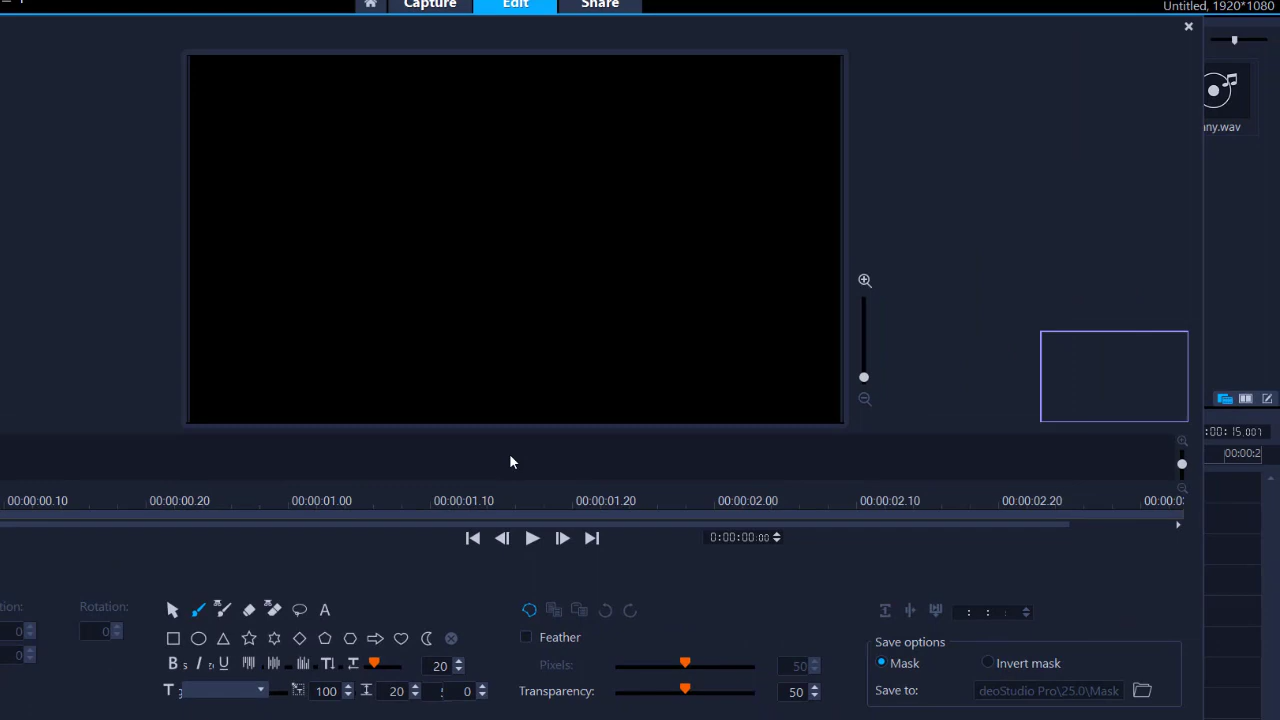 Capture Edit Share
Untitled, 1920*1080
any.wav
00:00:00.10 00:00:00.20 00:00:01.00 00:00:01.10 00:00:01.20 00:00:02.00 00:00:02.10 00:00:02.20
0:00:00:00
Rotation:
0 0
0
A
B I U
20
100 20 0
Feather
Pixels: 50
Transparency: 50
: : :
Save options
Mask Invert mask
Save to: deoStudio Pro\25.0\Mask